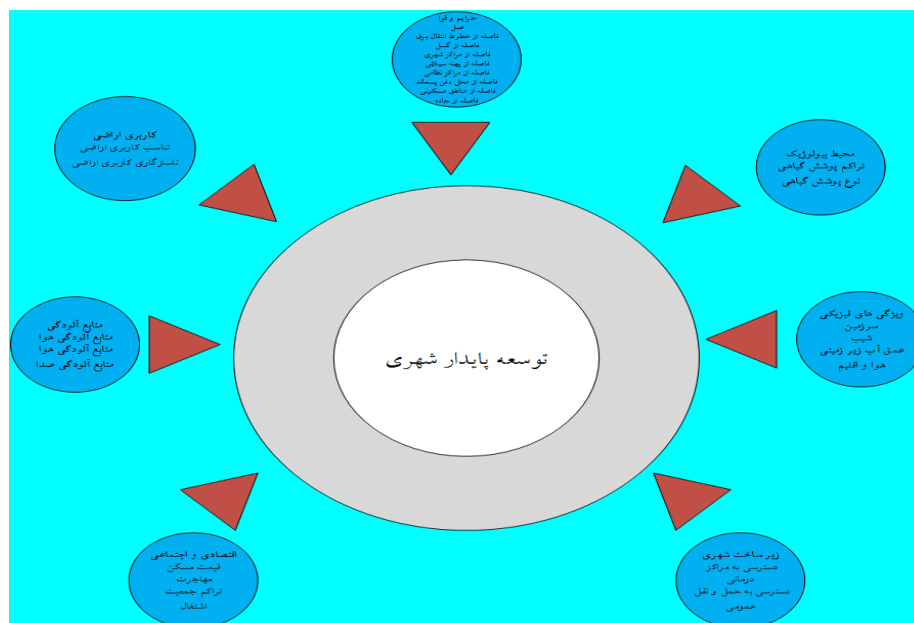 حرایم و فوا
صل
فاصله از خطوط انتقال برق
فاصله از گسل
فاصله از مراکز شهری
فاصله از پهنه سیلابی
فاصله از مراکز نظامی
فاصله از محل دفن پسماند
فاصله از مناطق مسکونی
فاصله از جاده
محیط بیولوژیک
تراکم پوشش گیاهی
نوع پوشش گیاهی
کاربری اراضی
تناسب کاربری اراضی
ناسازگاری کاربری اراضی
ویژگی های فیزیکی
سرزمین
شیب
عمق آب زیر زمینی
هوا و اقلیم
منابع آلودگی
منابع آلودگی هوا
منابع آلودگی هوا
منابع آلودگی صدا
توسعه پایدار شهری
زیر ساخت شهری
دسترسی به مراکز
درمانی
دسترسی به حمل و نقل
عمومی
اقتصادی و اجتماعی
قیمت مسکن
مهاجرت
تراکم جمعیت
اشتغال